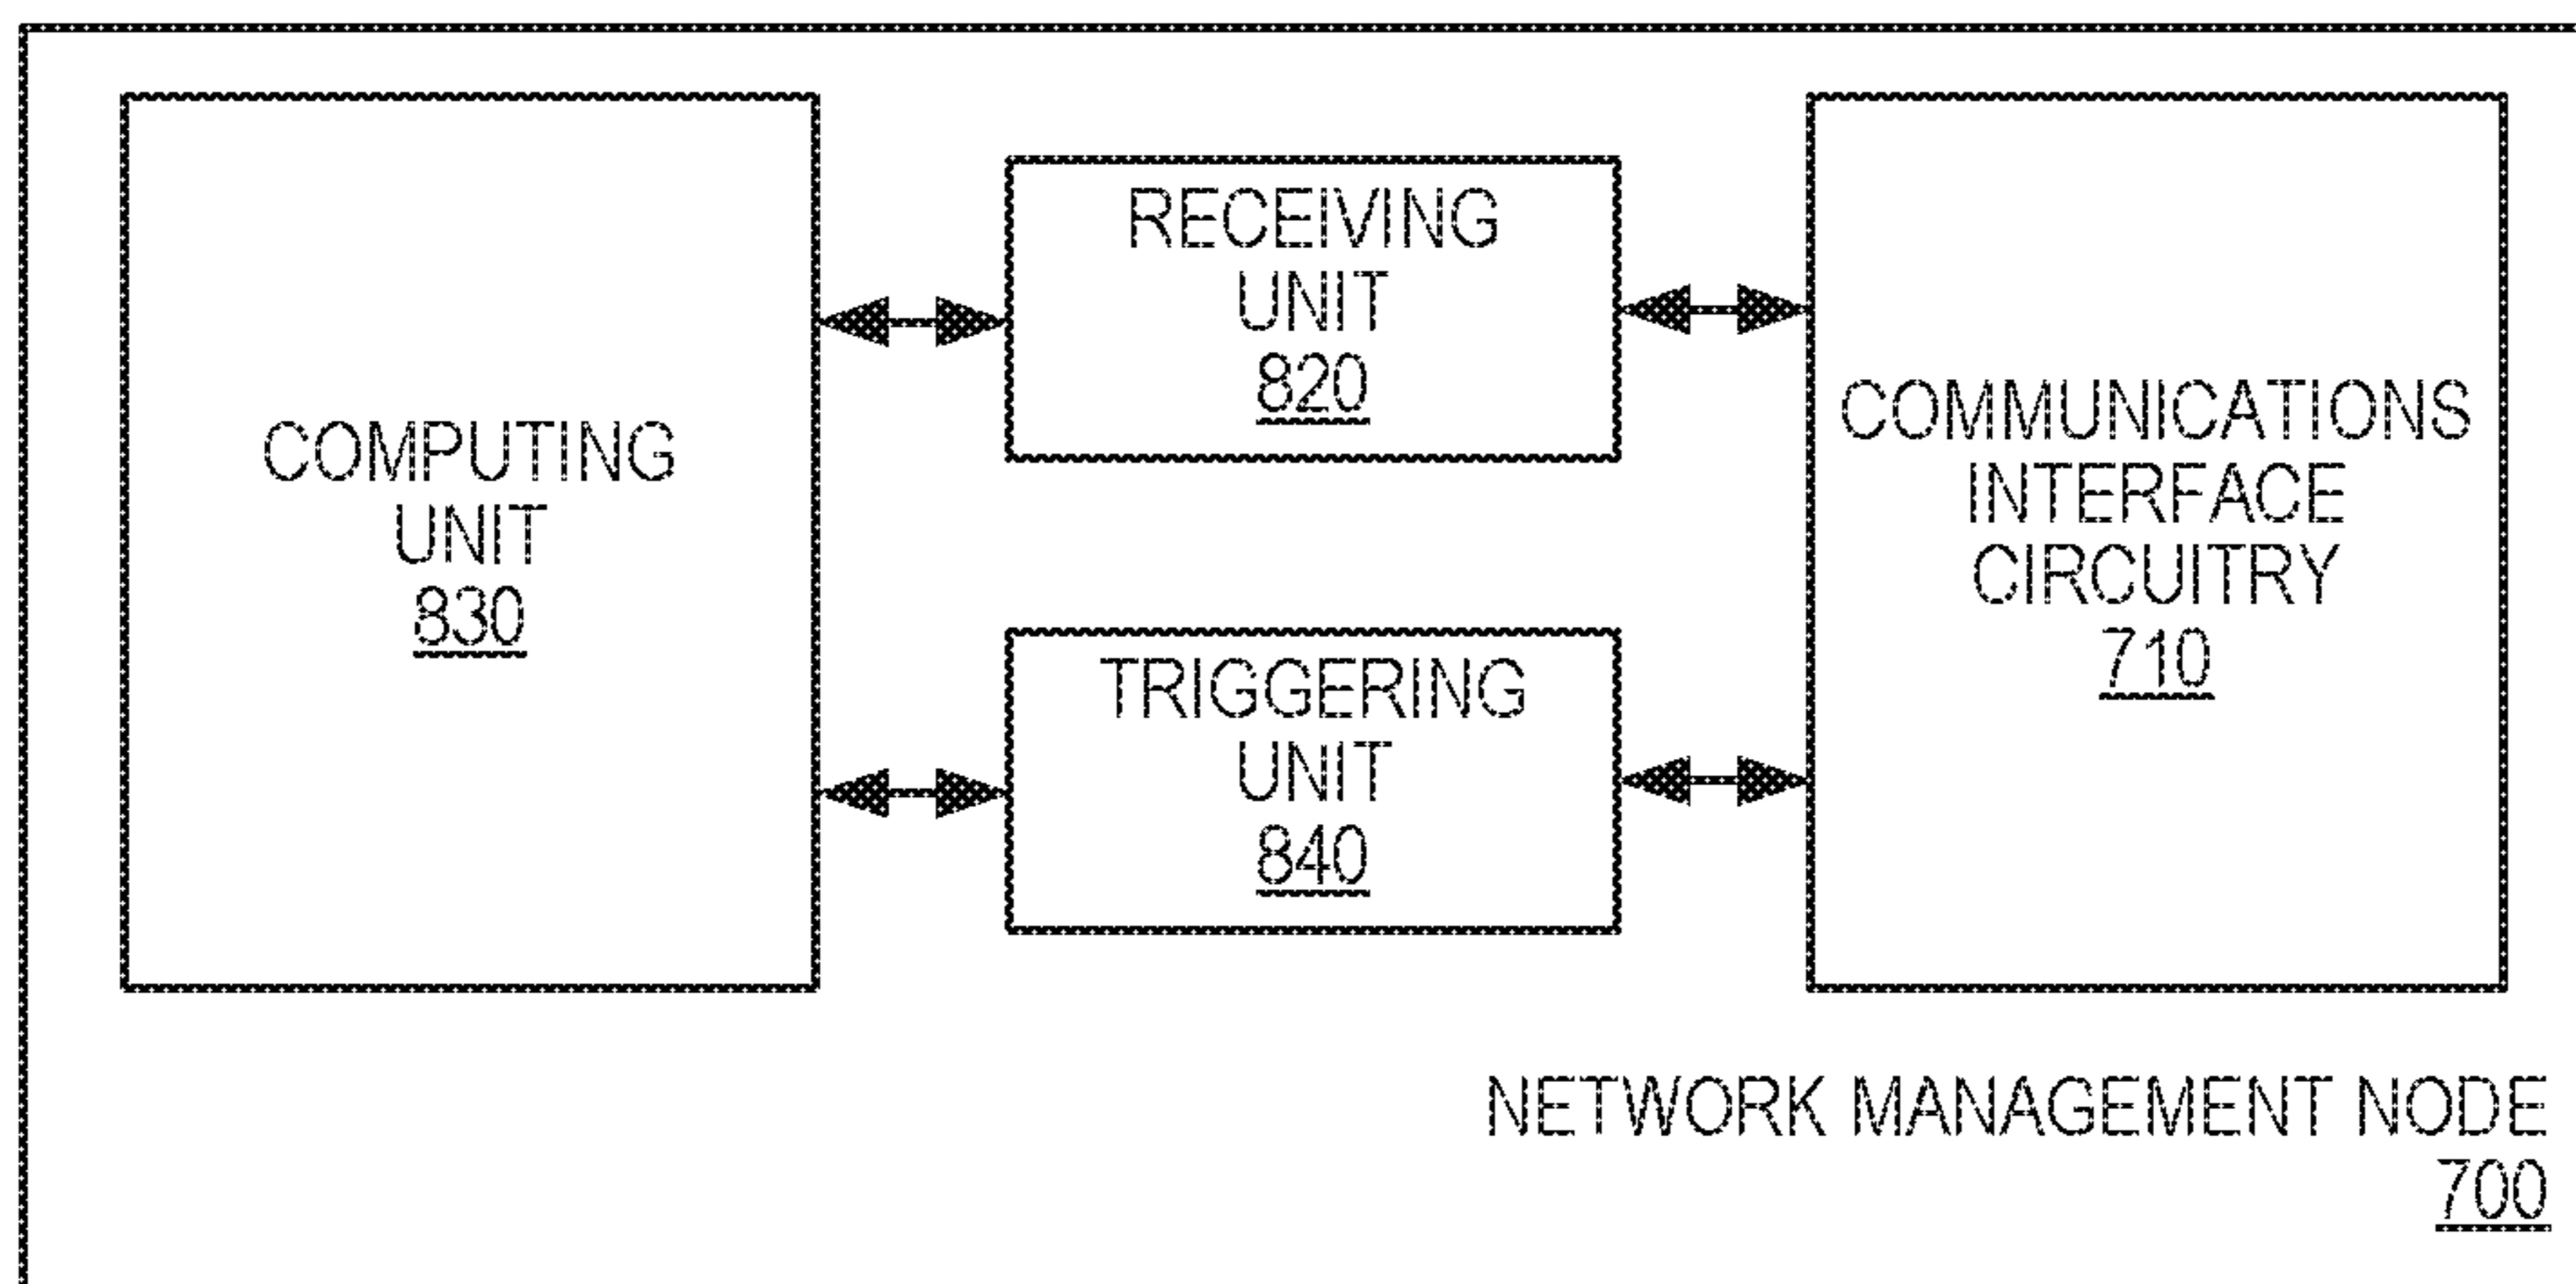 COMPUTING
UNIT
830
RECEIVING
UNIT
820
TRIGGERING
UNIT
840
COMMUNICATIONS
INTERFACE
CIRCUITRY
710
NETWORK MANAGEMENT NODE
700